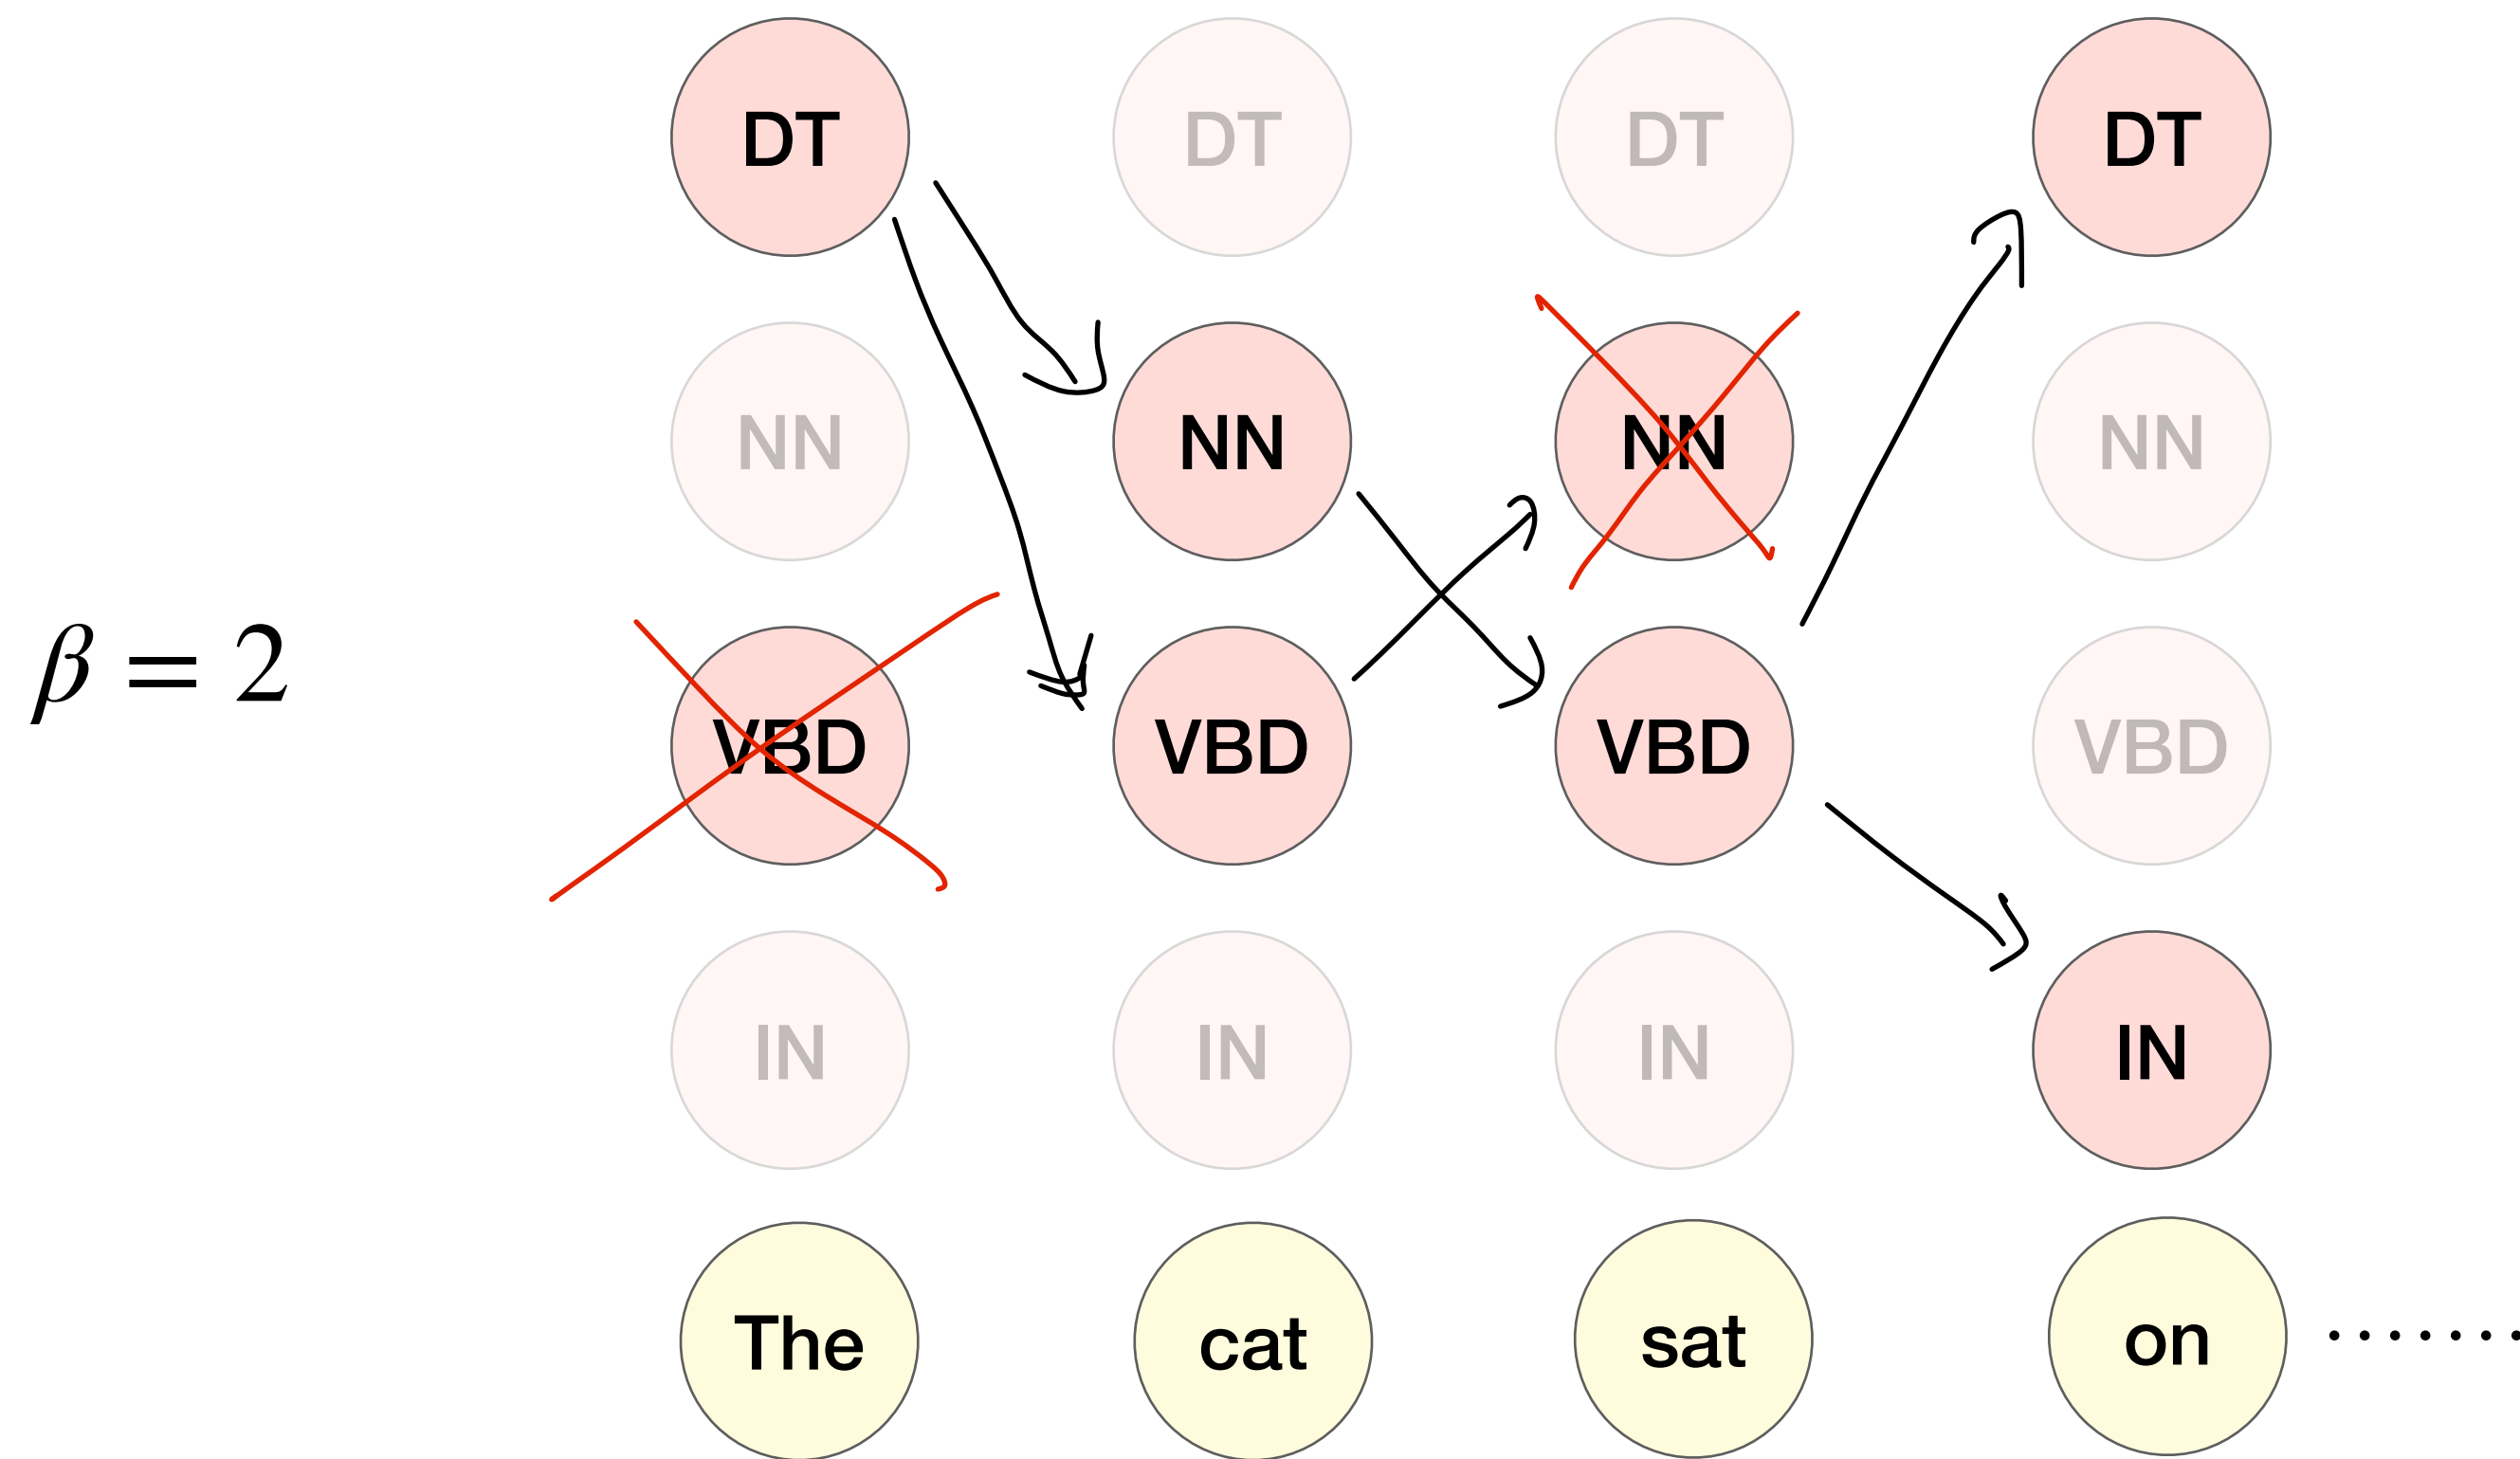 DT DT DT DT
NN NN NN NN
β = 2
VBD VBD VBD VBD
IN IN IN IN
The cat sat on ......